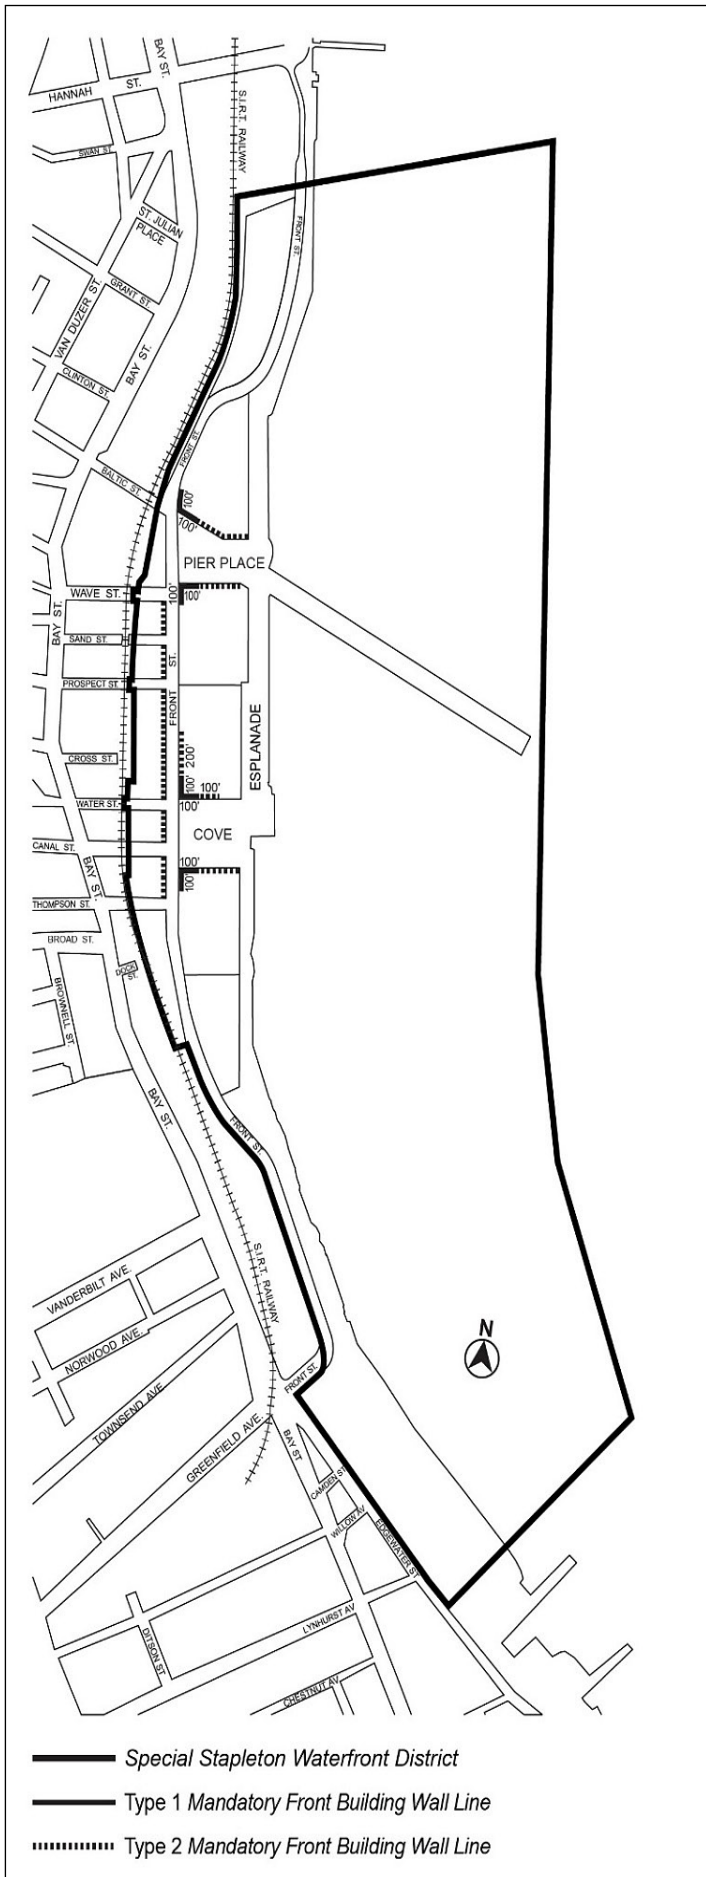 BAY ST.
HANNAH ST.
SWAN ST.
S.I.R.T. RAILWAY
ST. JULIAN
PLACE
FRONT ST.
GRANT ST.
VAN DUZER ST.
BAY ST.
CLINTON ST.
FRONT ST.
BALTIC ST.
100'
100'
PIER PLACE
WAVE ST.
100'
100'
BAY ST.
SAND ST.
PROSPECT ST.
FRONT ST.
ESPLANADE
CROSS ST.
200'
100'
100'
WATER ST.
100'
COVE
CANAL ST.
BAY ST.
100'
100'
THOMPSON ST.
BROAD ST.
DOCK
ST.
BROWNELL ST.
BAY ST.
FRONT ST.
S.I.R.T. RAILWAY
VANDERBILT AVE.
NORWOOD AVE.
N
FRONT ST.
TOWNSEND AVE.
GREENFIELD AVE.
BAY ST
CAMDEN ST.
WILLOW AV
EDGEWATER ST.
DITSON ST
LYNHURST AV
CHESTNUT AV
Special Stapleton Waterfront District
Type 1 Mandatory Front Building Wall Line
Type 2 Mandatory Front Building Wall Line